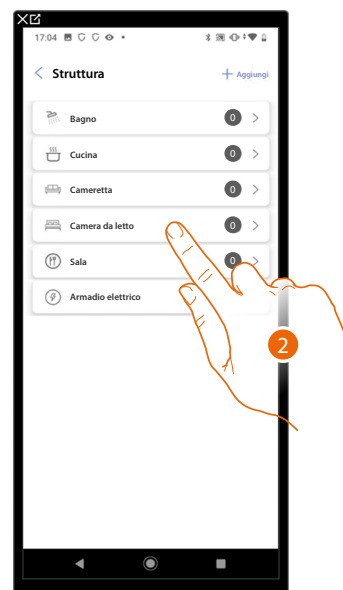 17:04
Struttura
Aggiungi
Bagno 0
Cucina 0
Cameretta 0
Camera da letto 0
Sala 0
Armadio elettrico
2